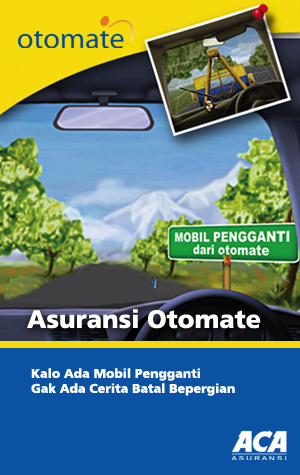 otomate
MOBIL PENGGANTI
dari otomate
Asuransi Otomate
Kalo Ada Mobil Pengganti
Gak Ada Cerita Batal Bepergian
ACA
ASURANSI